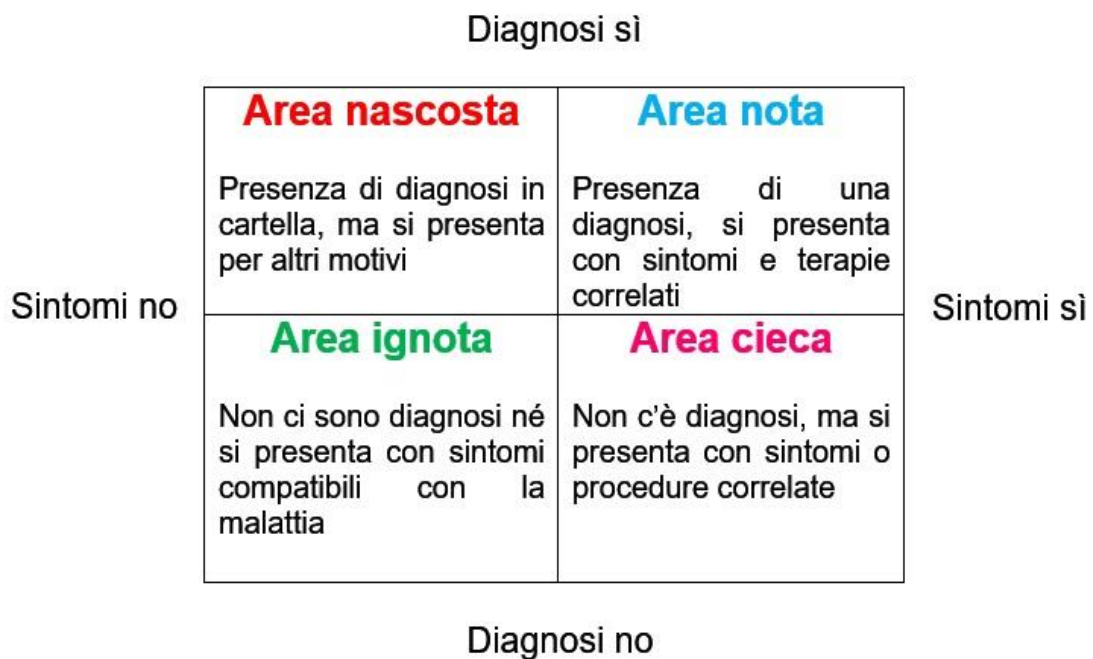 Diagnosi sì
Area nascosta
Presenza di diagnosi in
cartella, ma si presenta
per altri motivi
Area nota
Presenza di una
diagnosi, si presenta
con sintomi e terapie
correlati
Sintomi no
Sintomi sì
Area ignota
Non ci sono diagnosi né
si presenta con sintomi
compatibili con la
malattia
Area cieca
Non c'è diagnosi, ma si
presenta con sintomi o
procedure correlate
Diagnosi no